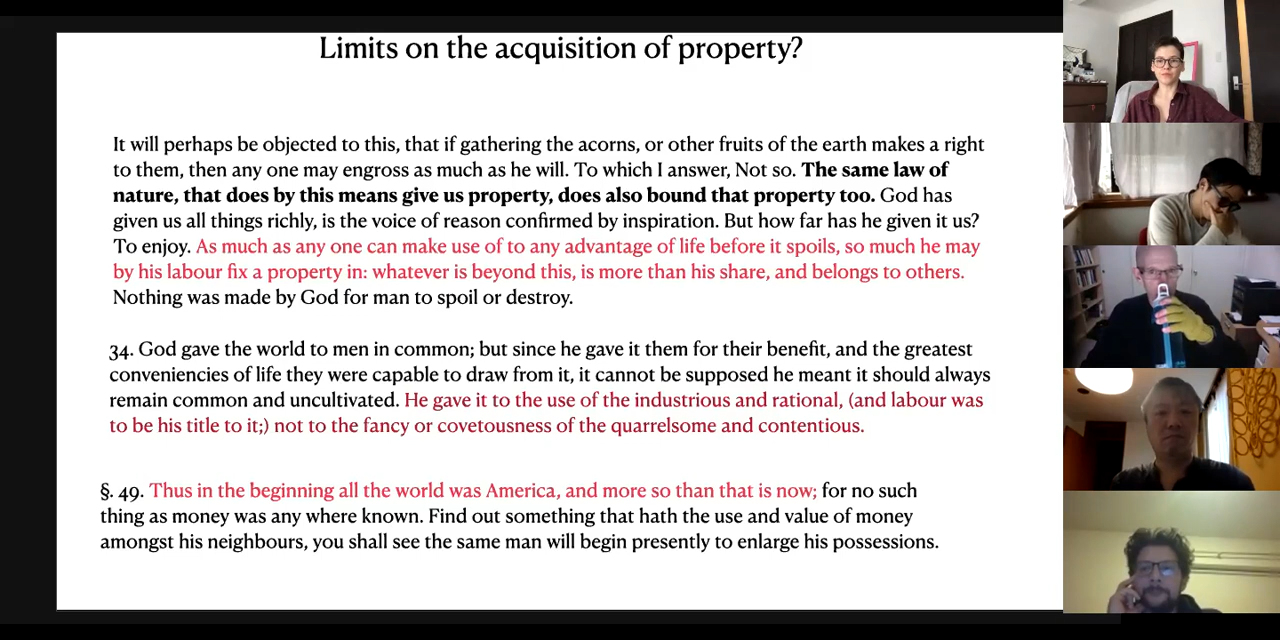 Limits on the acquisition of property?
It will perhaps be objected to this, that if gathering the acorns, or other fruits of the earth makes a right
to them, then any one may engross as much as he will. To which I answer, Not so. The same law of
nature, that does by this means give us property, does also bound that property too. God has
given us all things richly, is the voice of reason confirmed by inspiration. But how far has he given it us?
To enjoy. As much as any one can make use of to any advantage of life before it spoils, so much he may
by his labour fix a property in: whatever is beyond this, is more than his share, and belongs to others.
Nothing was made by God for man to spoil or destroy.
34. God gave the world to men in common; but since he gave it them for their benefit, and the greatest
conveniencies of life they were capable to draw from it, it cannot be supposed he meant it should always
remain common and uncultivated. He gave it to the use of the industrious and rational, (and labour was
to be his title to it;) not to the fancy or covetousness of the quarrelsome and contentious.
§. 49. Thus in the beginning all the world was America, and more so than that is now; for no such
thing as money was any where known. Find out something that hath the use and value of money
amongst his neighbours, you shall see the same man will begin presently to enlarge his possessions.